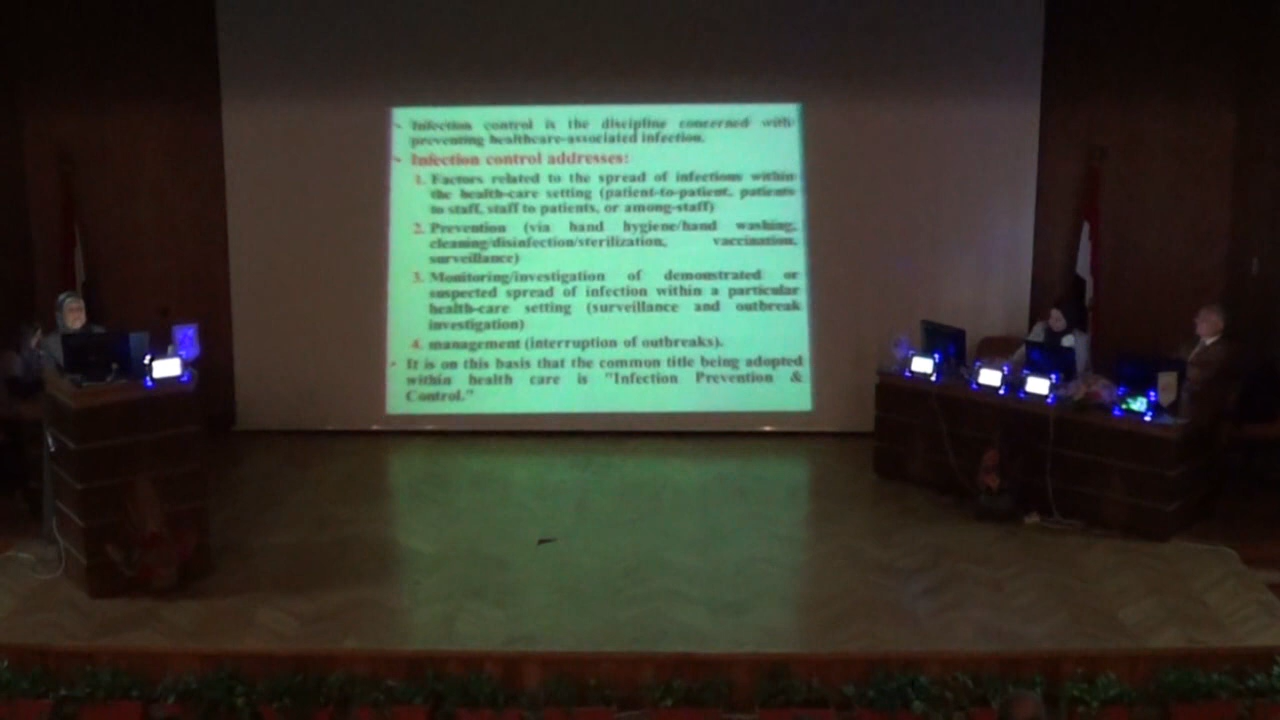 Infection control is the discipline concerned with
preventing healthcare-associated infection.
Infection control addresses:
1. Factors related to the spread of infections within
the health-care setting (patient-to-patient, patients
to staff, staff to patients, or among-staff)
2. Prevention (via hand hygiene/hand washing,
cleaning/disinfection/sterilization, vaccination,
surveillance)
3. Monitoring/investigation of demonstrated or
suspected spread of infection within a particular
health-care setting (surveillance and outbreak
investigation)
4. management (interruption of outbreaks).
It is on this basis that the common title being adopted
within health care is "Infection Prevention &
Control."